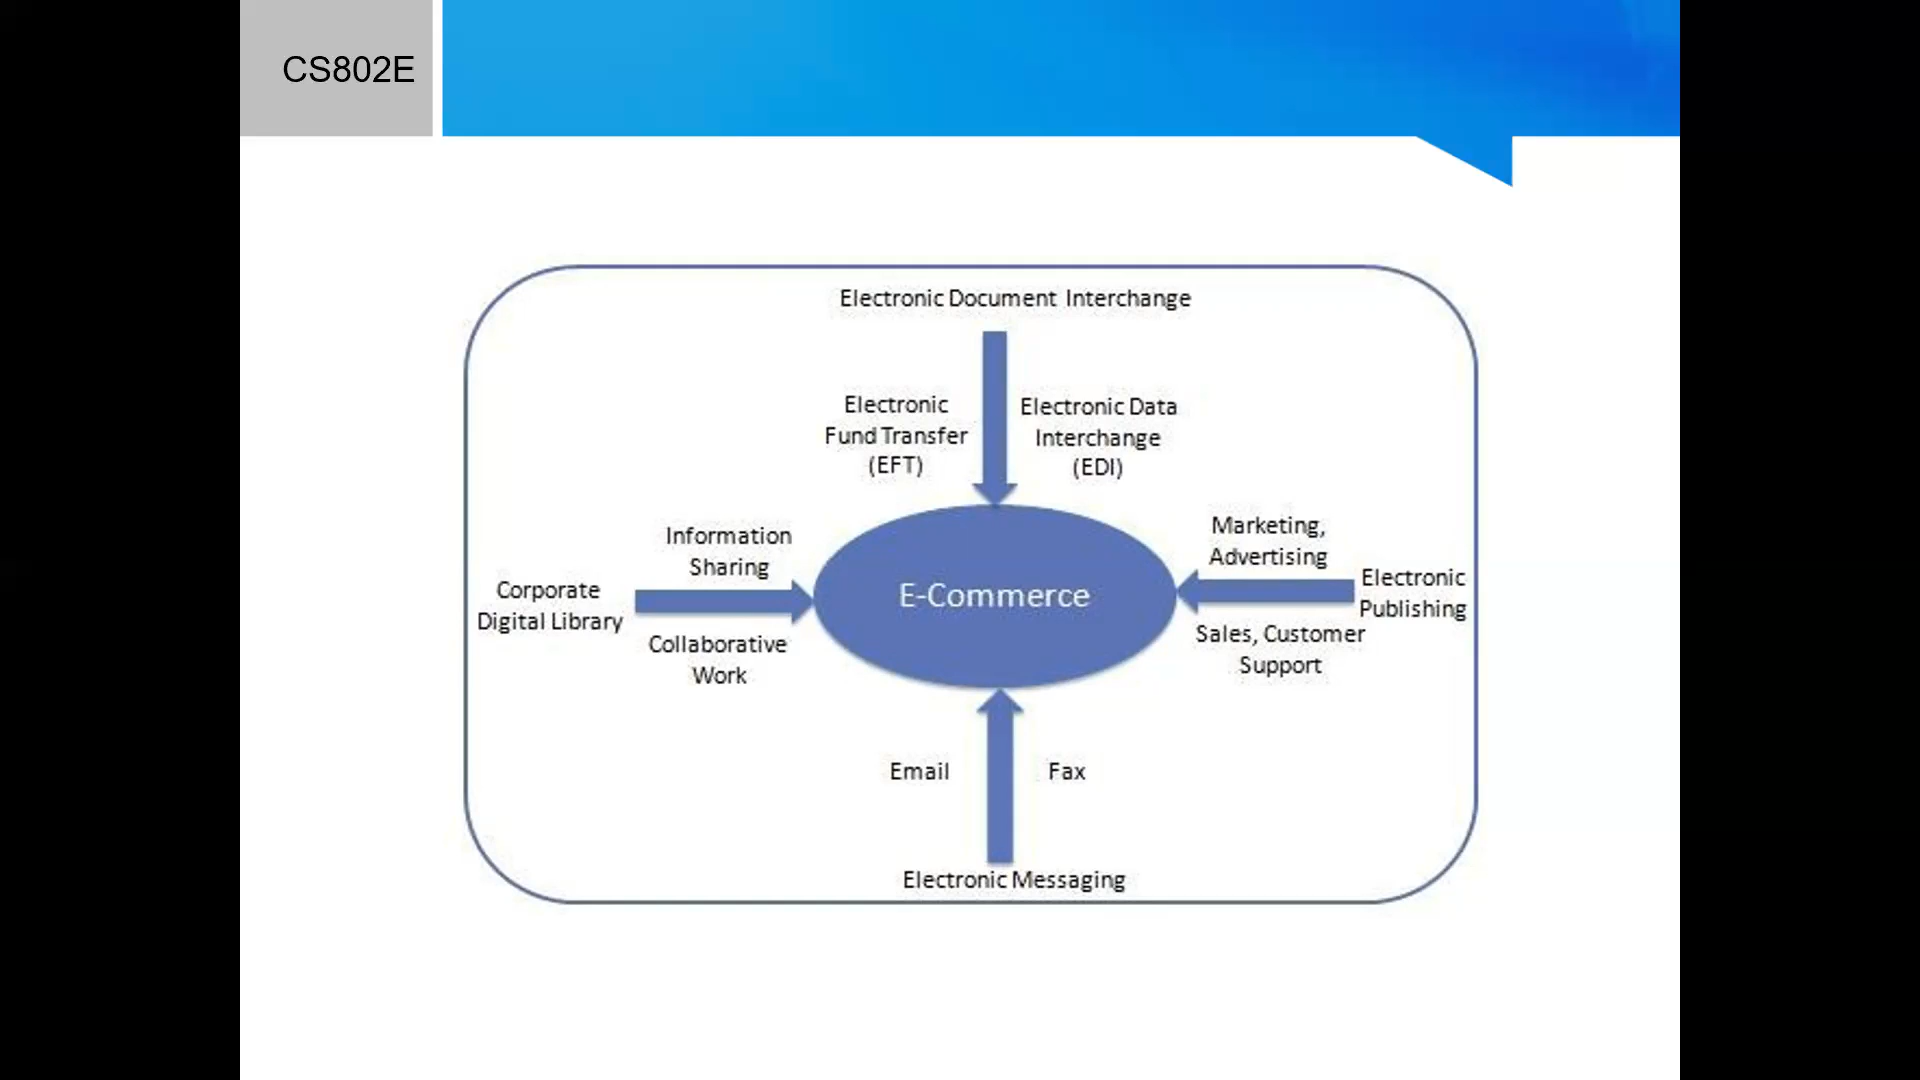 CS802E
Electronic Document Interchange
Electronic
Fund Transfer
(EFT)
Electronic Data
Interchange
(EDI)
Information
Sharing
Marketing,
Advertising
Corporate
Digital Library
E-Commerce
Electronic
Publishing
Collaborative
Work
Sales, Customer
Support
Email
Fax
Electronic Messaging